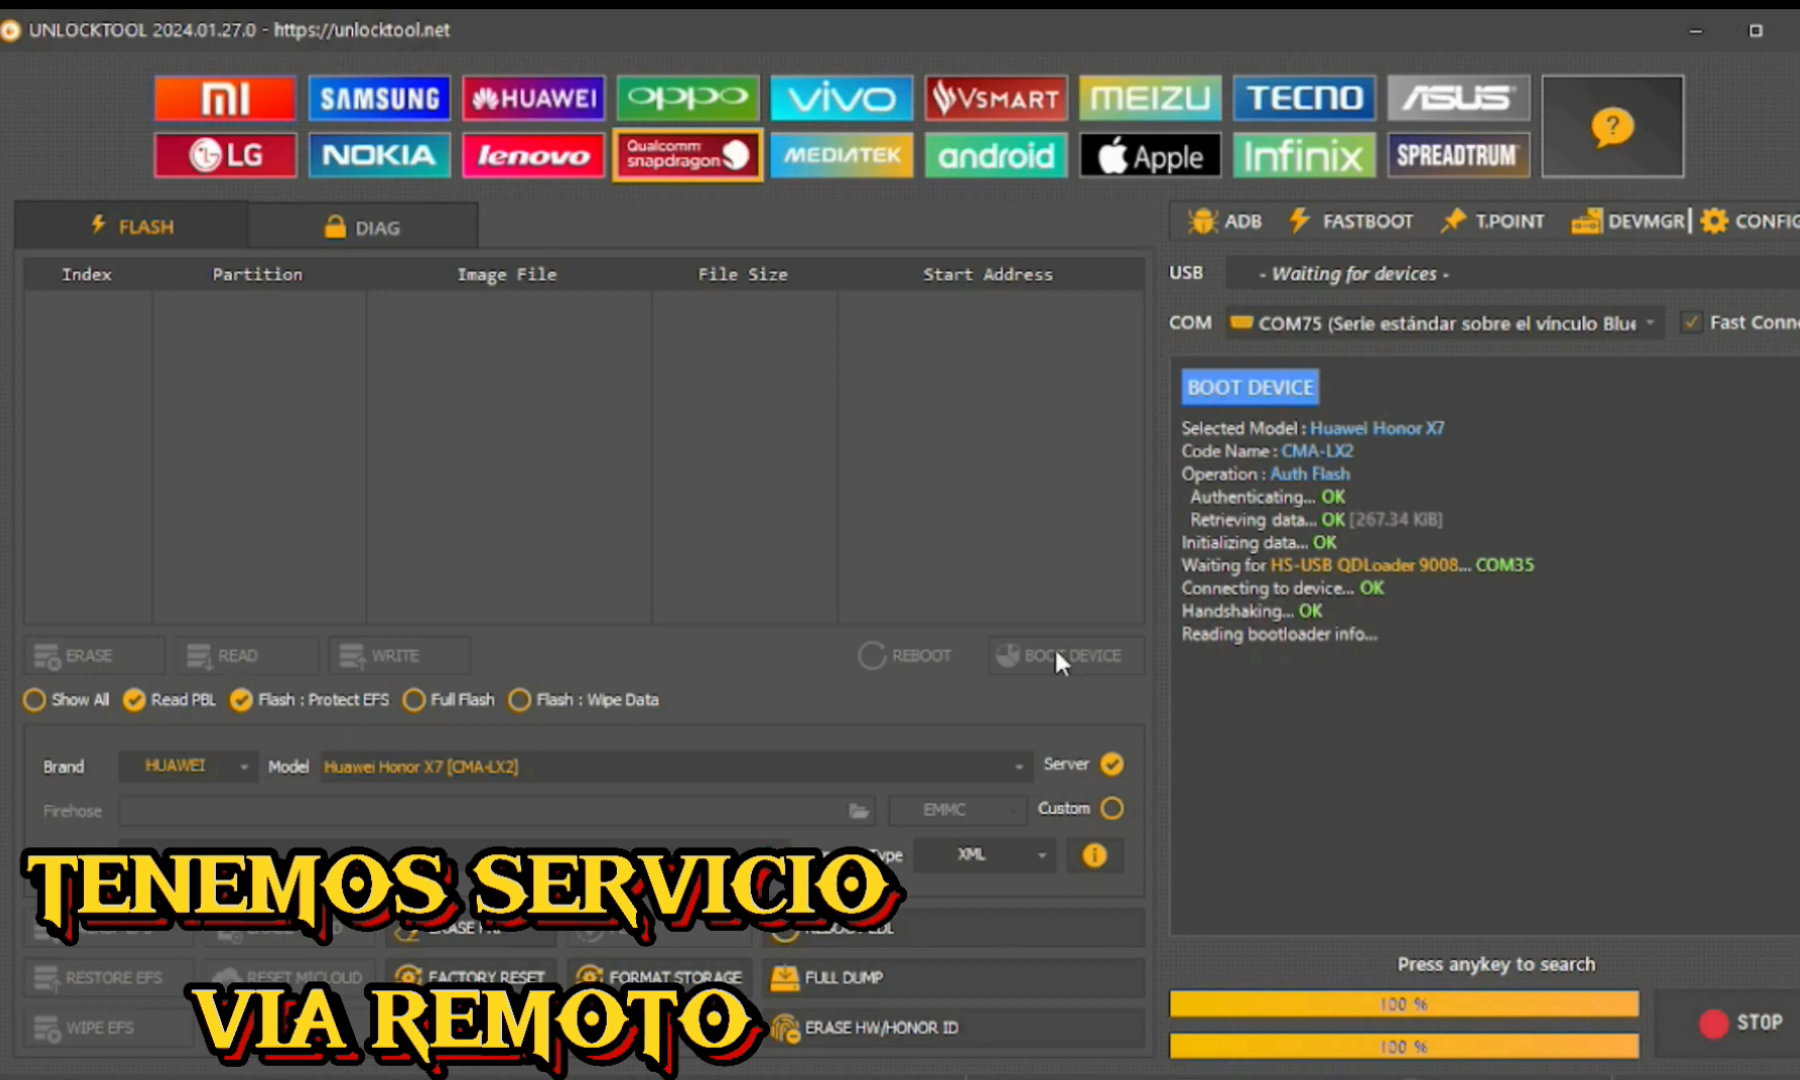 UNLOCKTOOL 2024.01.27.0 - https://unlocktool.net
MI SAMSUNG HUAWEI OPPO VIVO VSMART MEIZU TECNO ASUS
LG NOKIA lenovo Qualcomm snapdragon MEDIATEK android Apple Infinix SPREADTRUM
?
FLASH DIAG
ADB FASTBOOT T.POINT DEVMGR CONFIG
Index Partition Image File File Size Start Address
USB - Waiting for devices -
COM COM75 (Serie estándar sobre el vínculo Blue Fast Conne
BOOT DEVICE
Selected Model : Huawei Honor X7
Code Name : CMA-LX2
Operation : Auth Flash
Authenticating... OK
Retrieving data... OK [267.34 KiB]
Initializing data... OK
Waiting for HS-USB QDLoader 9008... COM35
Connecting to device... OK
Handshaking... OK
Reading bootloader info...
ERASE READ WRITE REBOOT BOOT DEVICE
Show All Read PBL Flash : Protect EFS Full Flash Flash : Wipe Data
Brand HUAWEI Model Huawei Honor X7 [CMA-LX2] Server
Firehose EMMC Custom
Type XML
TENEMOS SERVICIO
ERASE
RESTORE EFS RESET MICLOUD FACTORY RESET FORMAT STORAGE FULL DUMP
WIPE EFS ERASE HW/HONOR ID
VIA REMOTO
Press anykey to search
100 %
100 %
STOP